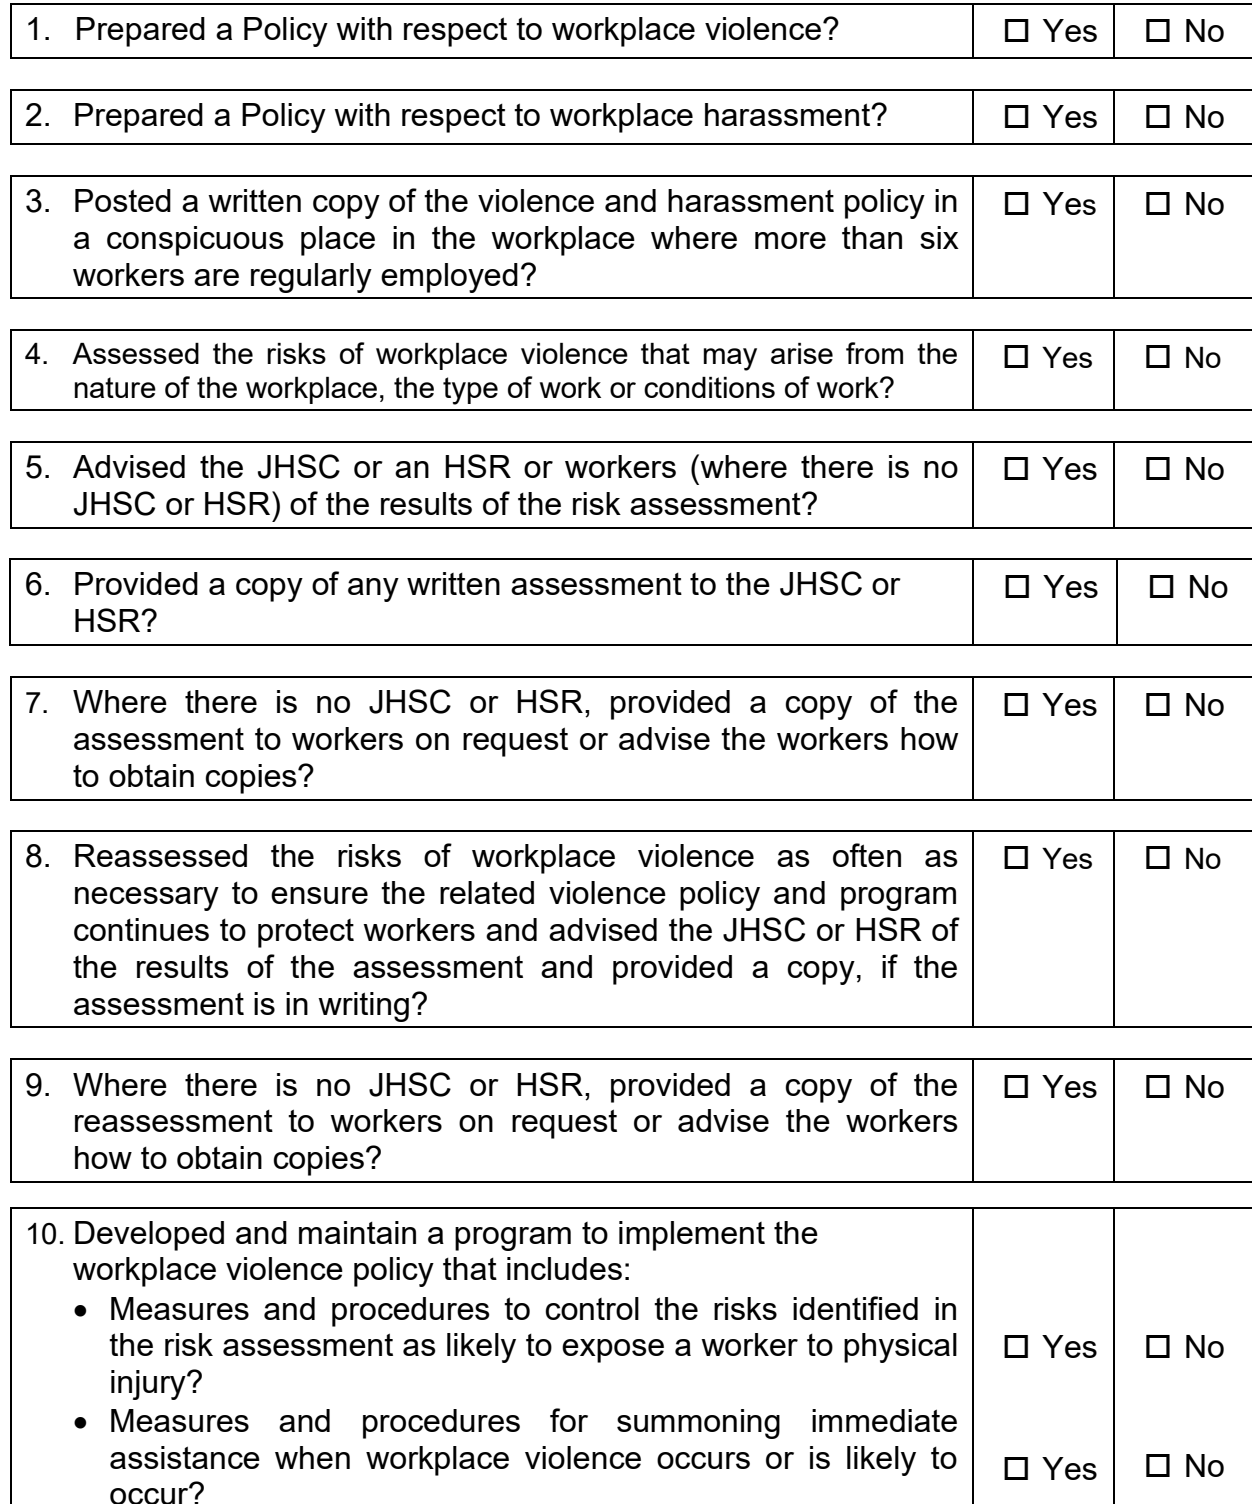 1. Prepared a Policy with respect to workplace violence? ☐ Yes ☐ No
2. Prepared a Policy with respect to workplace harassment? ☐ Yes ☐ No
3. Posted a written copy of the violence and harassment policy in ☐ Yes ☐ No
a conspicuous place in the workplace where more than six
workers are regularly employed?
4. Assessed the risks of workplace violence that may arise from the ☐ Yes ☐ No
nature of the workplace, the type of work or conditions of work?
5. Advised the JHSC or an HSR or workers (where there is no ☐ Yes ☐ No
JHSC or HSR) of the results of the risk assessment?
6. Provided a copy of any written assessment to the JHSC or ☐ Yes ☐ No
HSR?
7. Where there is no JHSC or HSR, provided a copy of the ☐ Yes ☐ No
assessment to workers on request or advise the workers how
to obtain copies?
8. Reassessed the risks of workplace violence as often as ☐ Yes ☐ No
necessary to ensure the related violence policy and program
continues to protect workers and advised the JHSC or HSR of
the results of the assessment and provided a copy, if the
assessment is in writing?
9. Where there is no JHSC or HSR, provided a copy of the ☐ Yes ☐ No
reassessment to workers on request or advise the workers
how to obtain copies?
10. Developed and maintain a program to implement the
workplace violence policy that includes:
• Measures and procedures to control the risks identified in
the risk assessment as likely to expose a worker to physical ☐ Yes ☐ No
injury?
• Measures and procedures for summoning immediate
assistance when workplace violence occurs or is likely to ☐ Yes ☐ No
occur?